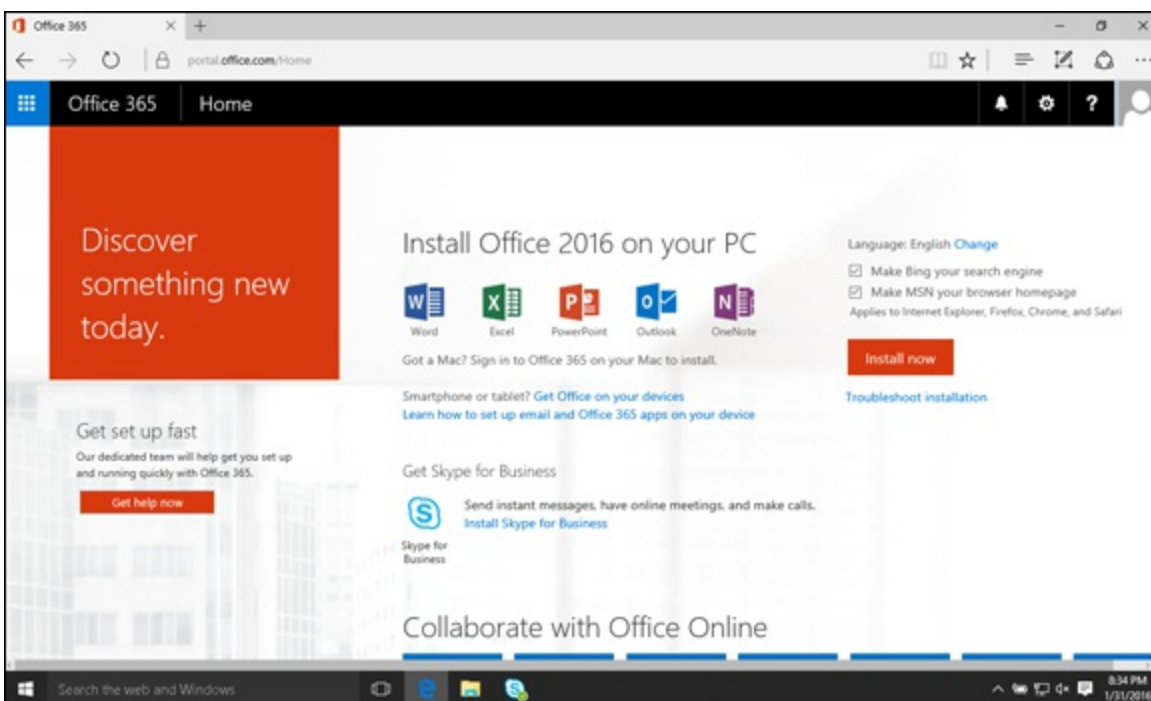 Office 365
portal.office.com/Home
Office 365 Home
?
Discover
something new
today.
Get set up fast
Our dedicated team will help get you set up
and running quickly with Office 365.
Get help now
Install Office 2016 on your PC
Word Excel PowerPoint Outlook OneNote
Got a Mac? Sign in to Office 365 on your Mac to install.
Smartphone or tablet? Get Office on your devices
Learn how to set up email and Office 365 apps on your device
Get Skype for Business
Send instant messages, have online meetings, and make calls.
Install Skype for Business
Skype for
Business
Collaborate with Office Online
Language: English Change
Make Bing your search engine
Make MSN your browser homepage
Applies to Internet Explorer, Firefox, Chrome, and Safari
Install now
Troubleshoot installation
Search the web and Windows
8:34 PM
1/31/2016